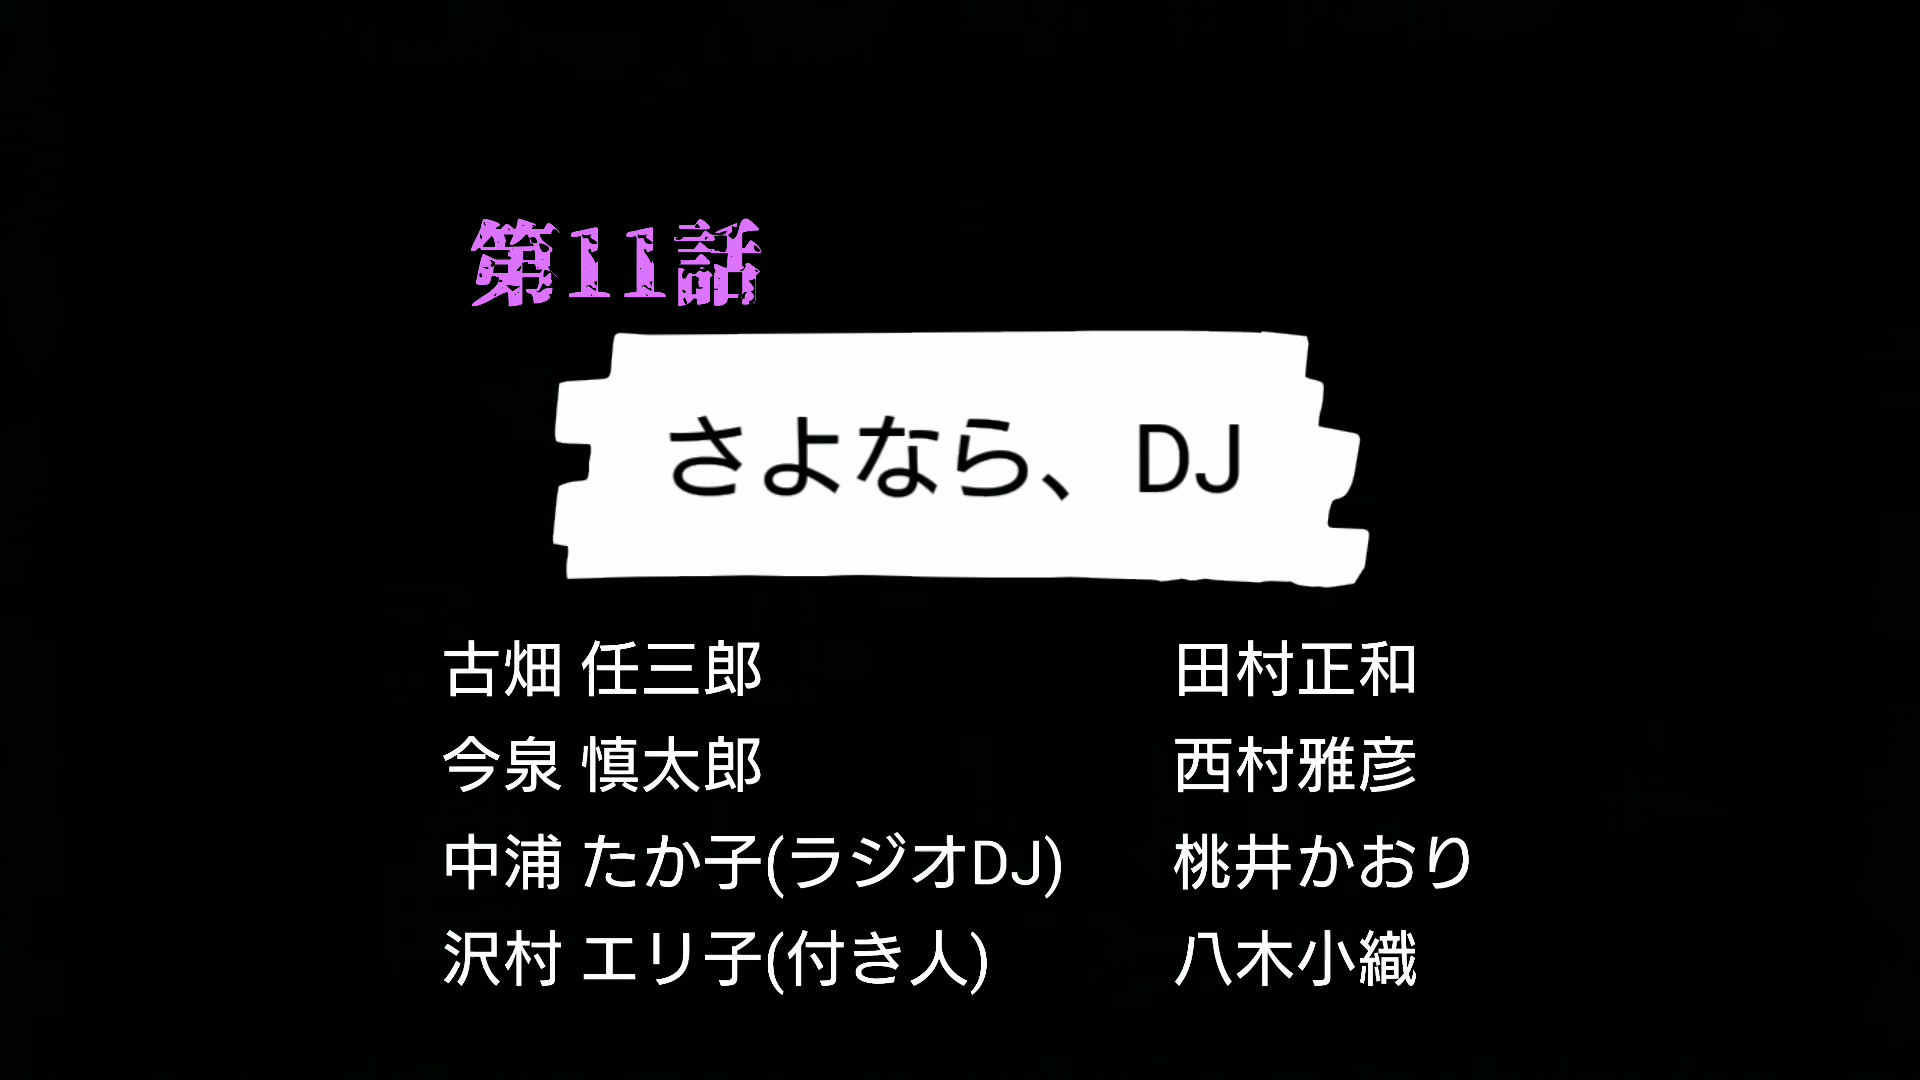 第11話
さよなら、DJ
古畑 任三郎 田村正和
今泉 慎太郎 西村雅彦
中浦 たか子(ラジオDJ) 桃井かおり
沢村 エリ子(付き人) 八木小織